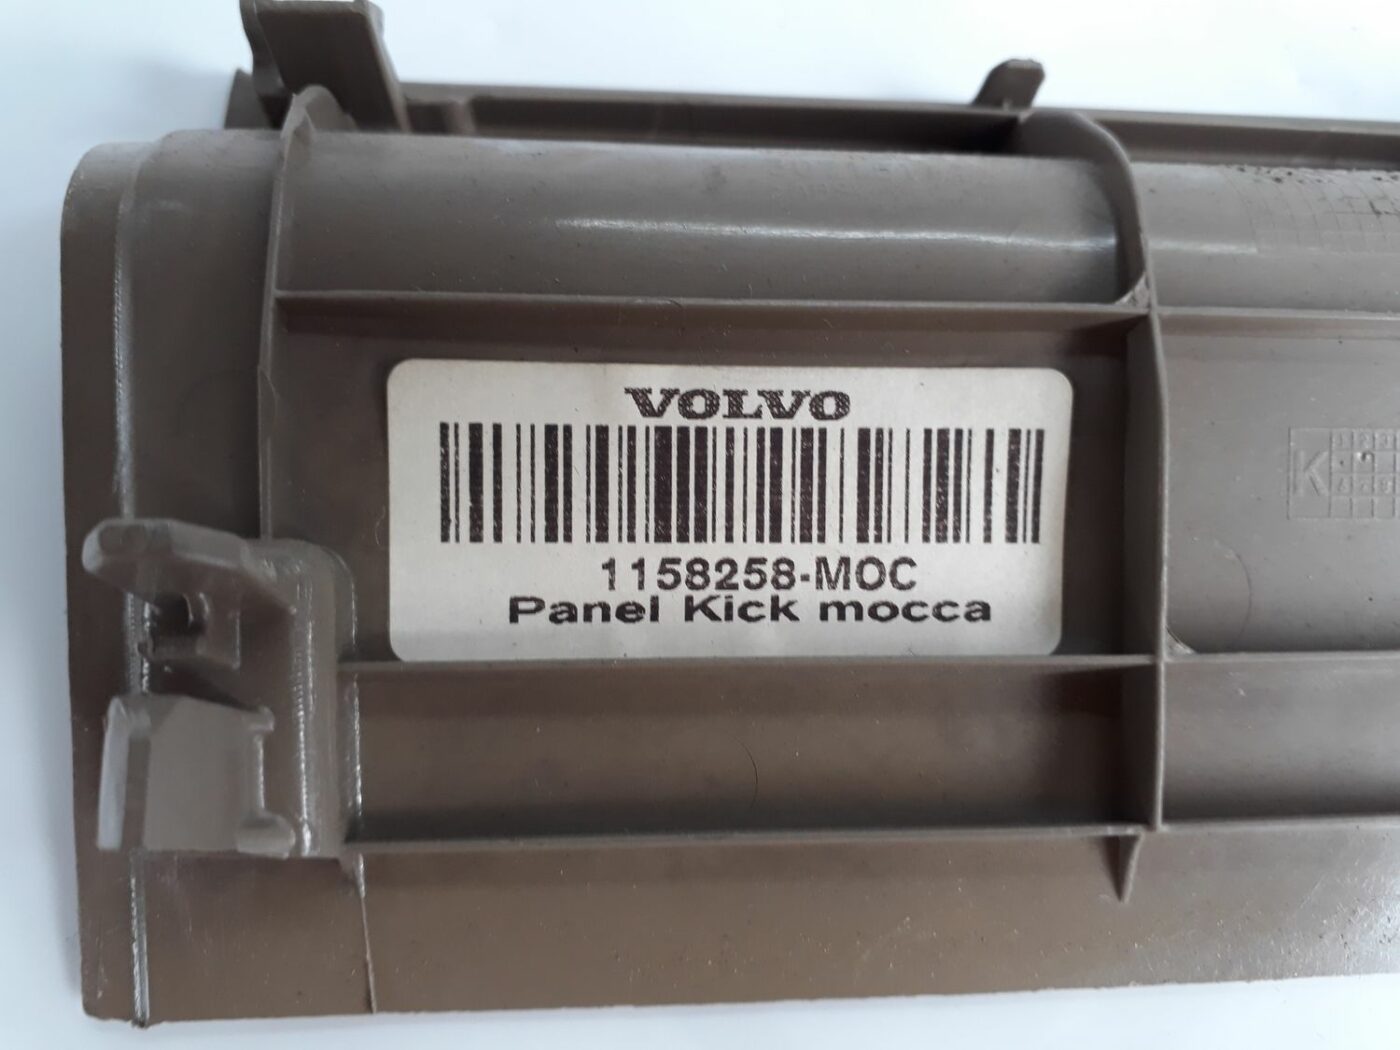 VOLVO
1158258-MOC
Panel Kick mocca
K